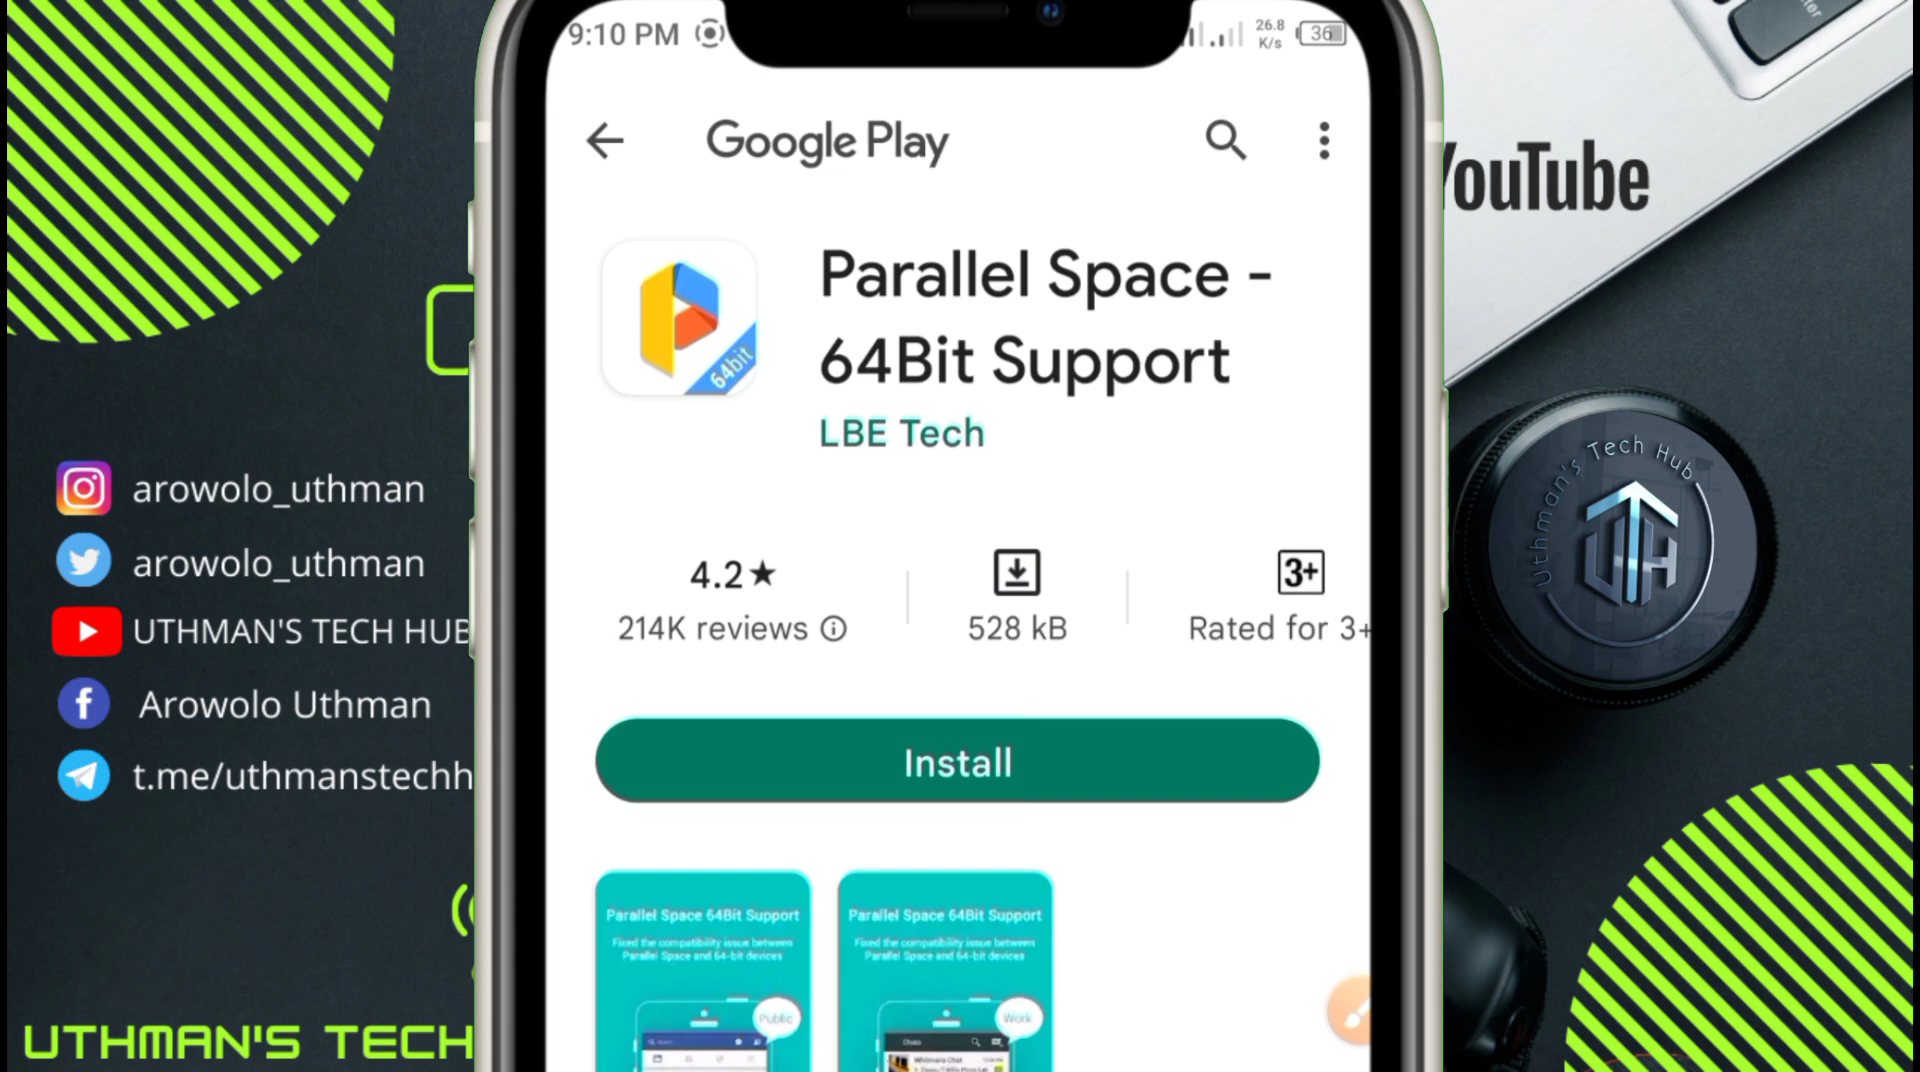 9:10 PM
26.8
K/s
36
Google Play
YouTube
Parallel Space -
64Bit Support
64bit
LBE Tech
Uthman's Tech Hub
UTH
arowolo_uthman
arowolo_uthman
UTHMAN'S TECH HUB
Arowolo Uthman
t.me/uthmanstechh
4.2★
214K reviews
528 kB
3+
Rated for 3+
Install
Parallel Space 64Bit Support
Fixed the compatibility issue between
Parallel Space and 64-bit devices
Public
Parallel Space 64Bit Support
Fixed the compatibility issue between
Parallel Space and 64-bit devices
Work
Chats
UTHMAN'S TECH